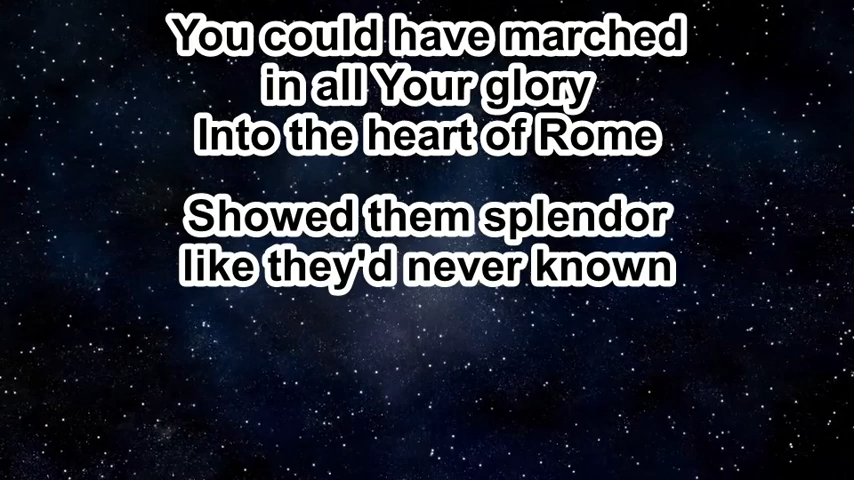 You could have marched
in all Your glory
Into the heart of Rome
Showed them splendor
like they'd never known